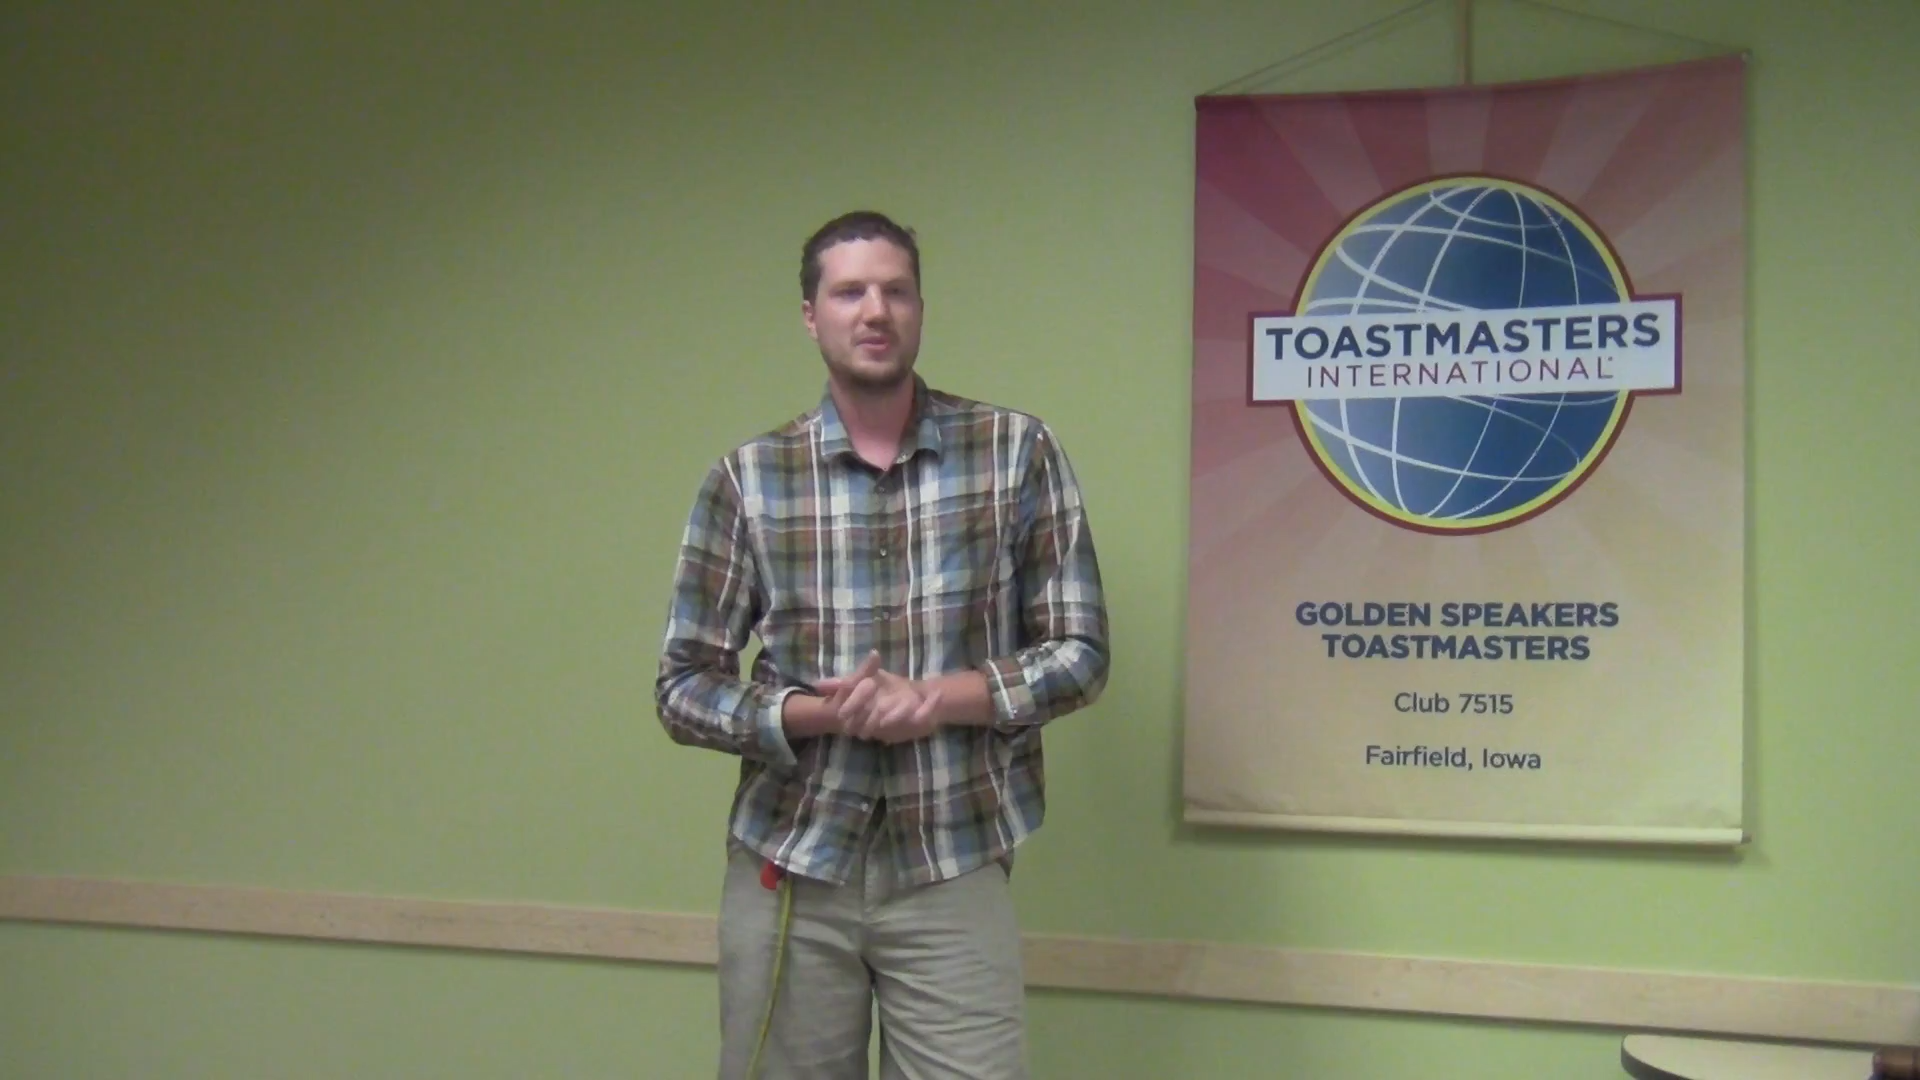 TOASTMASTERS
INTERNATIONAL
GOLDEN SPEAKERS
TOASTMASTERS
Club 7515
Fairfield, Iowa